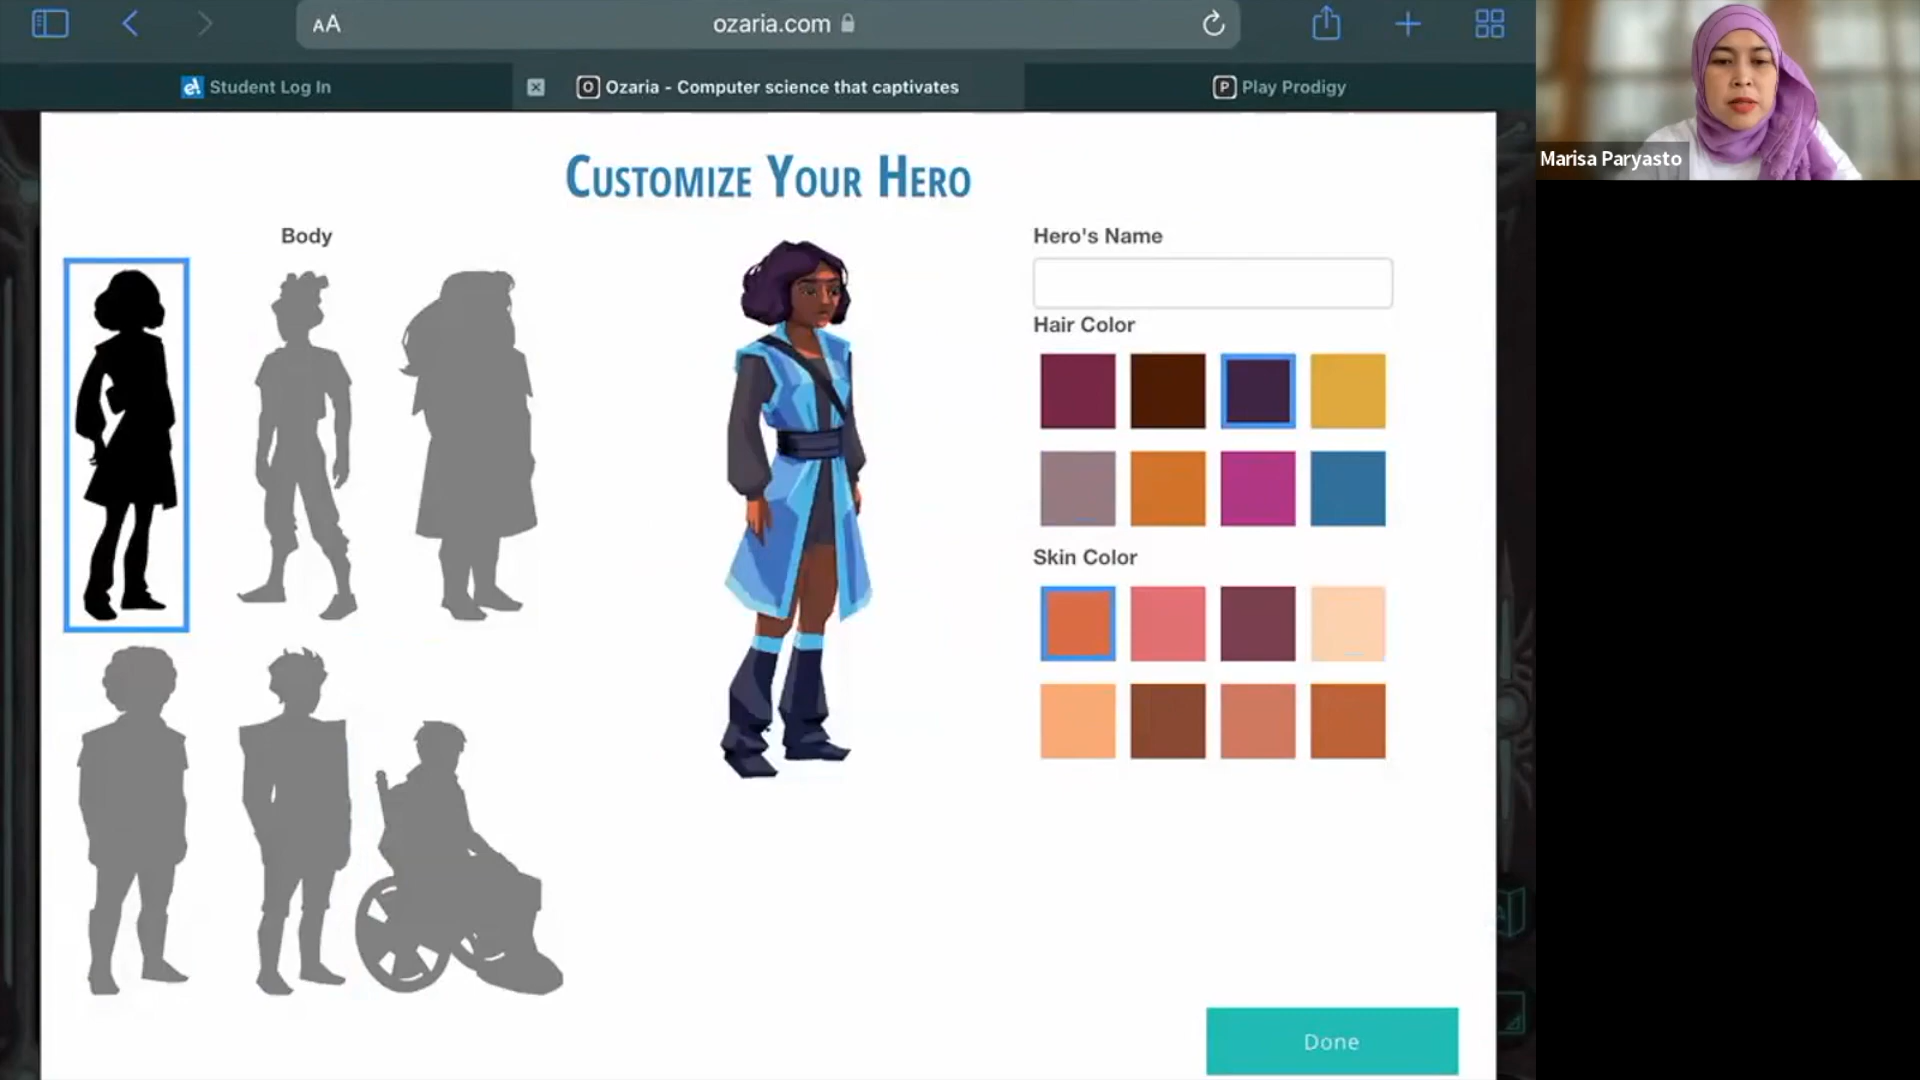 AA
ozaria.com
e!
Student Log In
O
Ozaria - Computer science that captivates
P
Play Prodigy
Marisa Paryasto
Customize Your Hero
Body
Hero's Name
Hair Color
Skin Color
Done